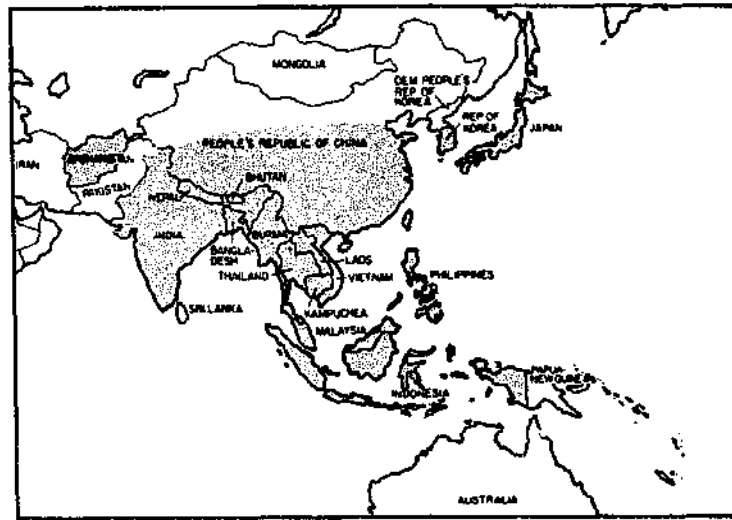 MONGOLIA
DEM PEOPLE'S
REP OF
KOREA
REP OF
KOREA
JAPAN
PEOPLE'S REPUBLIC OF CHINA
IRAN
AFGHANISTAN
PAKISTAN
BHUTAN
NEPAL
INDIA
BURMA
BANGLA-
DESH
LAOS
THAILAND
VIETNAM
PHILIPPINES
KAMPUCHEA
SRI LANKA
MALAYSIA
PAPUA
NEW GUINEA
INDONESIA
AUSTRALIA